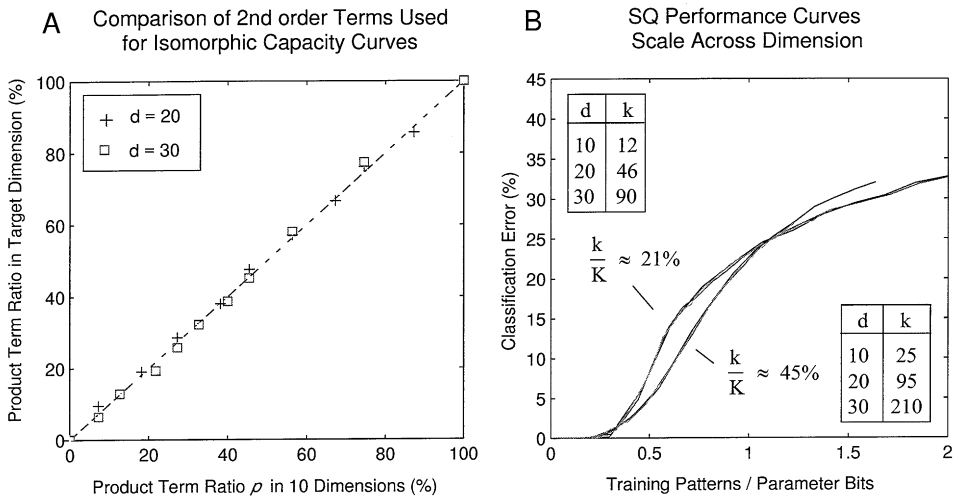 A
Comparison of 2nd order Terms Used
for Isomorphic Capacity Curves
Product Term Ratio in Target Dimension (%)
100
80
60
40
20
0
+ d = 20
□ d = 30
0 20 40 60 80 100
Product Term Ratio p in 10 Dimensions (%)
B
SQ Performance Curves
Scale Across Dimension
Classification Error (%)
45
40
35
30
25
20
15
10
5
0
d k
10 12
20 46
30 90
k/K ≈ 21%
k/K ≈ 45%
d k
10 25
20 95
30 210
0 0.5 1 1.5 2
Training Patterns / Parameter Bits